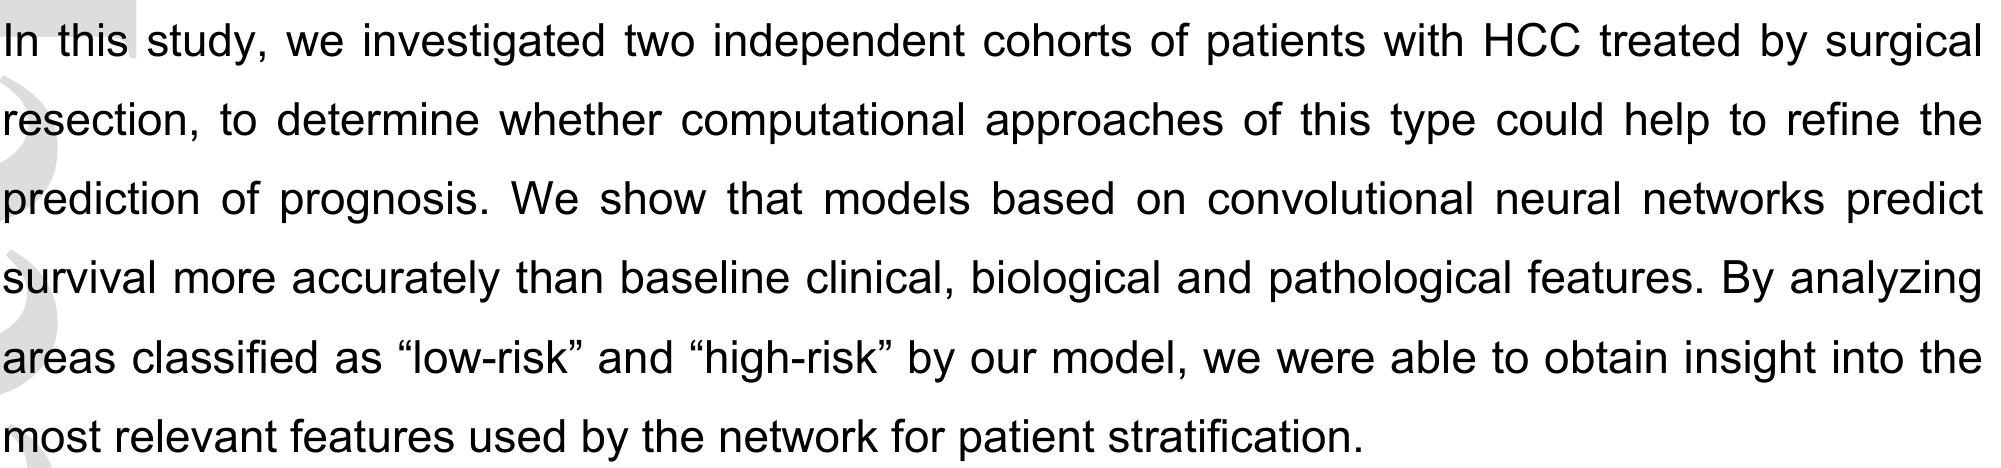 In this study, we investigated two independent cohorts of patients with HCC treated by surgical
resection, to determine whether computational approaches of this type could help to refine the
prediction of prognosis. We show that models based on convolutional neural networks predict
survival more accurately than baseline clinical, biological and pathological features. By analyzing
areas classified as “low-risk” and “high-risk” by our model, we were able to obtain insight into the
most relevant features used by the network for patient stratification.